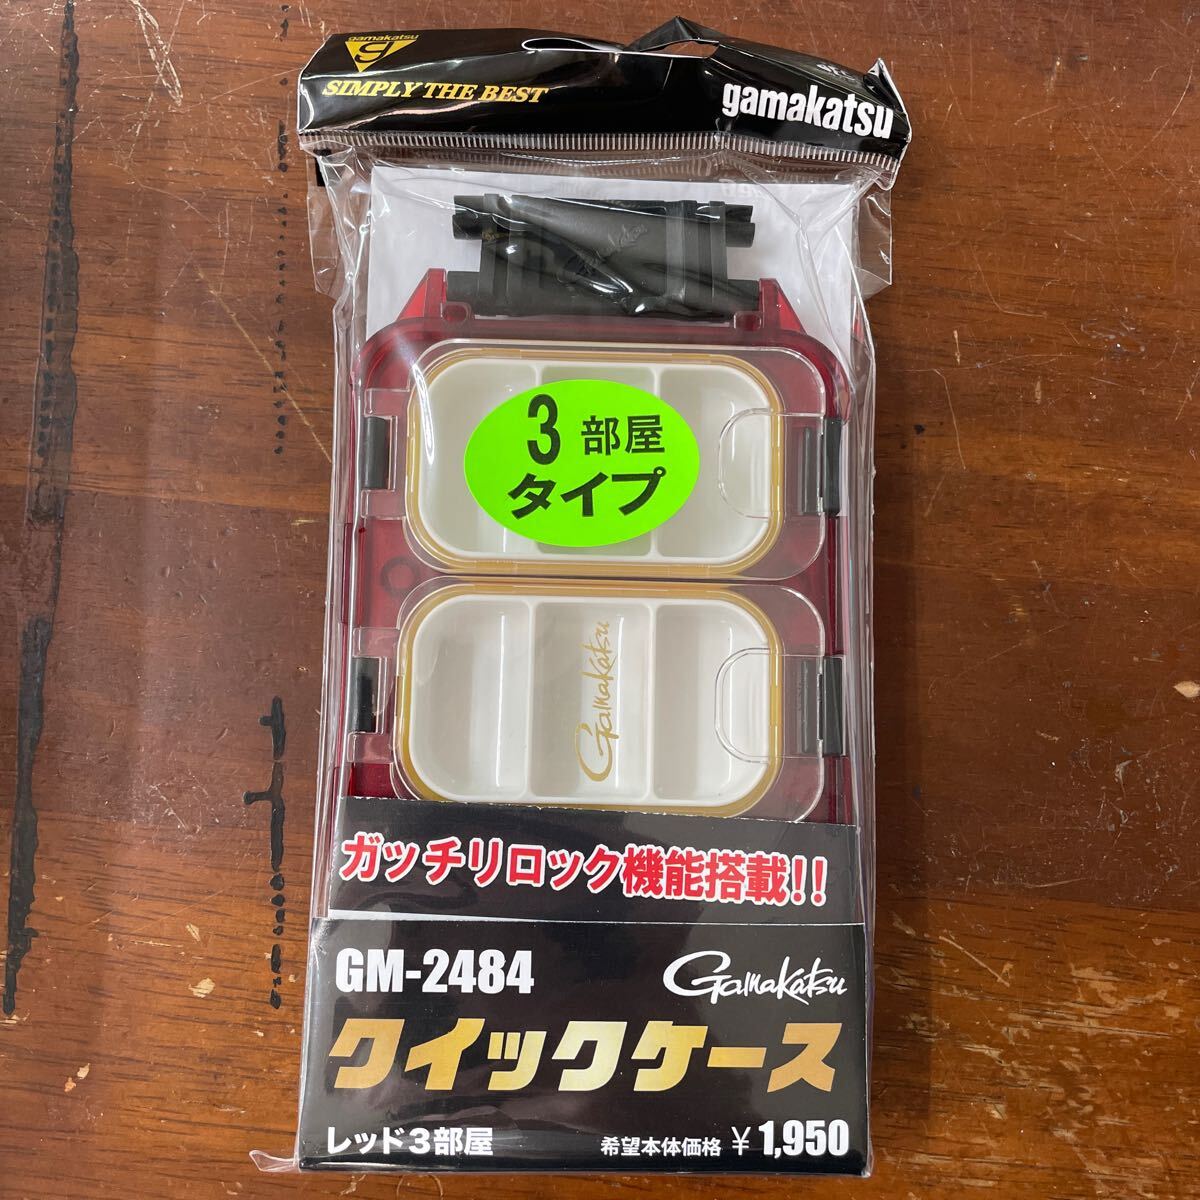 gamakatsu
SIMPLY THE BEST
gamakatsu
Gamakatsu
3部屋
タイプ
Gamakatsu
ガッチリロック機能搭載!!
GM-2484
Gamakatsu
クイックケース
レッド3部屋
希望本体価格 ¥1,950